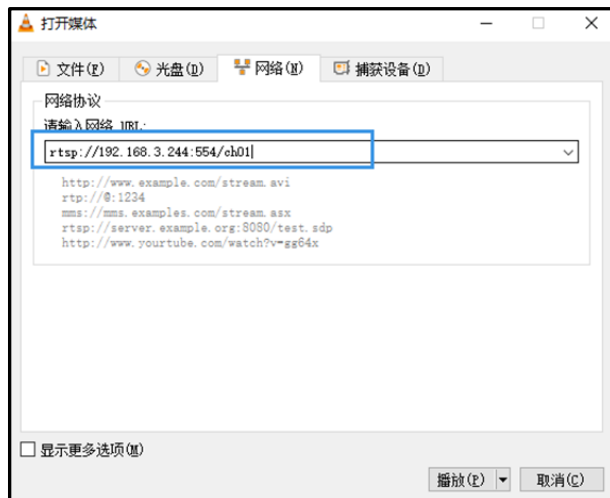 打开媒体
文件(F) 光盘(D) 网络(N) 捕获设备(D)
网络协议
请输入网络 URL:
rtsp://192.168.3.244:554/ch01
http://www.example.com/stream.avi
rtp://@:1234
mms://mms.examples.com/stream.asx
rtsp://server.example.org:8080/test.sdp
http://www.yourtube.com/watch?v=gg64x
显示更多选项(M)
播放(P) 取消(C)